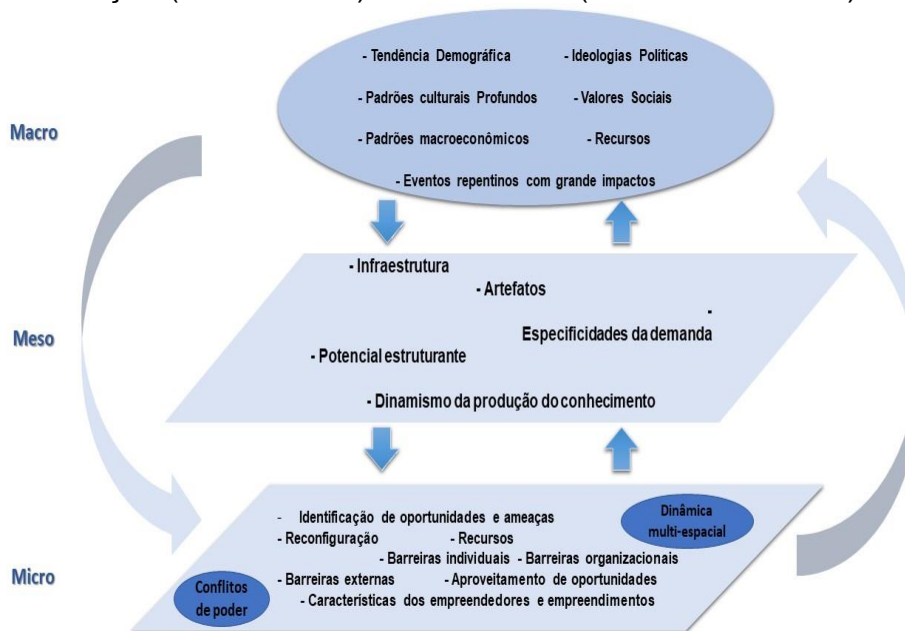 - Tendência Demográfica - Ideologias Políticas
- Padrões culturais Profundos - Valores Sociais
Macro
- Padrões macroeconômicos - Recursos
- Eventos repentinos com grande impactos
- Infraestrutura
- Artefatos
-
Especificidades da demanda
Meso
- Potencial estruturante
- Dinamismo da produção do conhecimento
- Identificação de oportunidades e ameaças
Dinâmica
multi-espacial
- Reconfiguração - Recursos
- Barreiras individuais - Barreiras organizacionais
Micro
- Barreiras externas - Aproveitamento de oportunidades
Conflitos
de poder
- Características dos empreendedores e empreendimentos